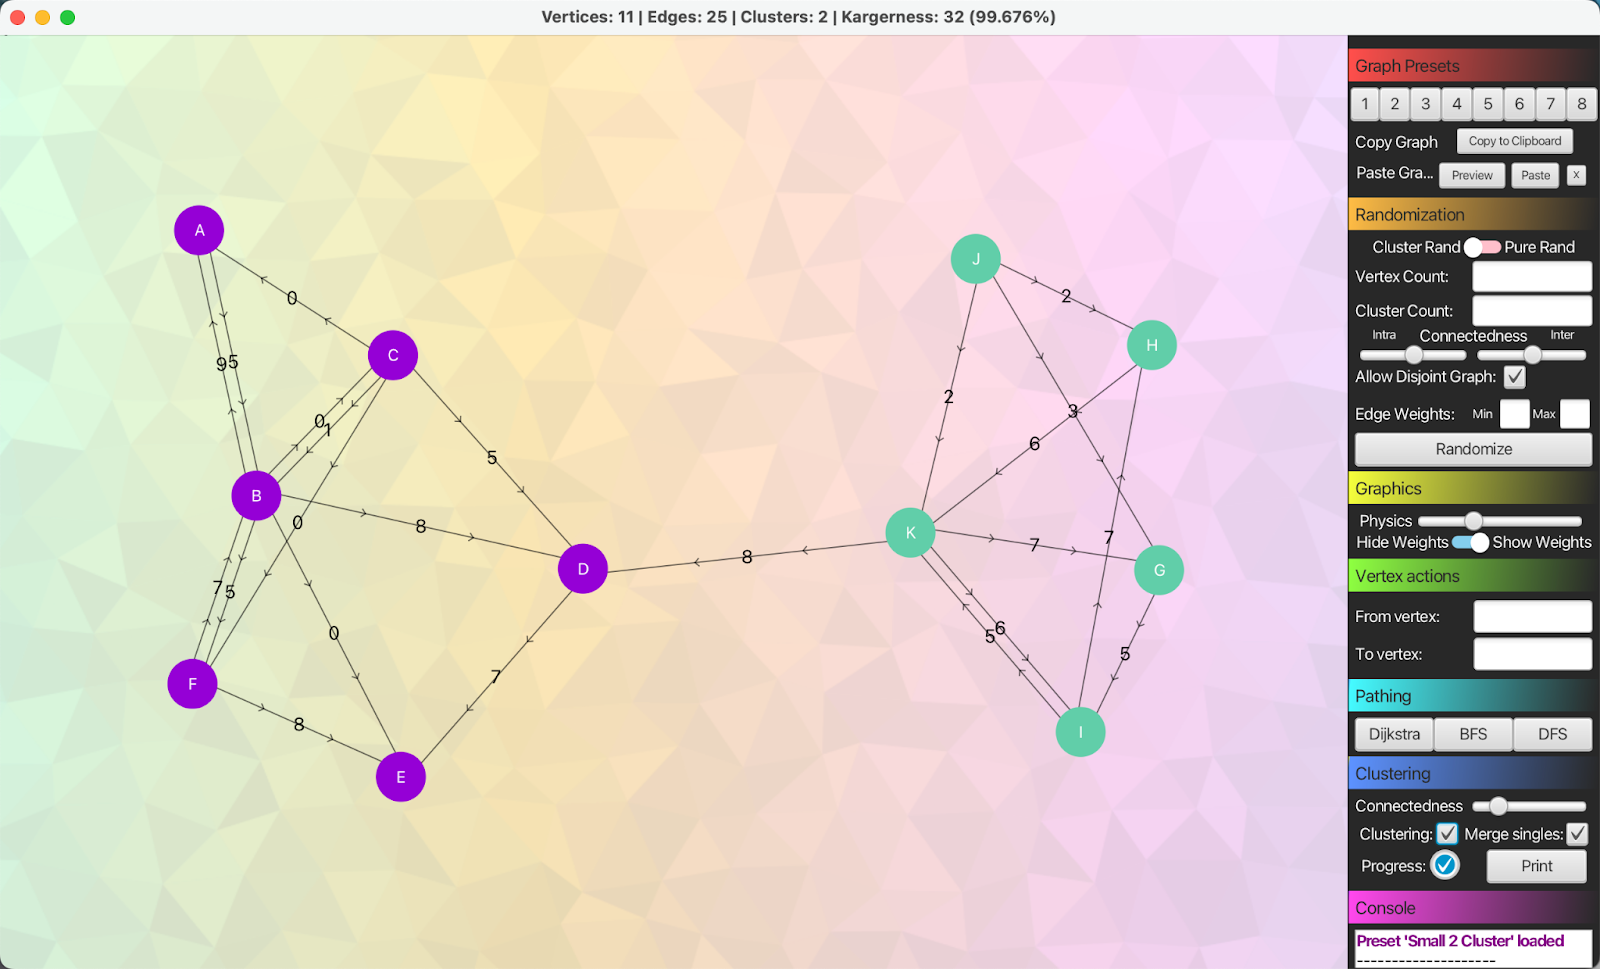 Vertices: 11 | Edges: 25 | Clusters: 2 | Kargerness: 32 (99.676%)
A
0
C
9
5
0
1
5
B
0
8
D
7
5
0
7
F
8
E
8
J
2
H
2
3
6
K
7
7
G
5
6
5
I
Graph Presets
1 2 3 4 5 6 7 8
Copy Graph Copy to Clipboard
Paste Gra... Preview Paste x
Randomization
Cluster Rand Pure Rand
Vertex Count:
Cluster Count:
Intra Connectedness Inter
Allow Disjoint Graph:
Edge Weights: Min Max
Randomize
Graphics
Physics
Hide Weights Show Weights
Vertex actions
From vertex:
To vertex:
Pathing
Dijkstra BFS DFS
Clustering
Connectedness
Clustering: Merge singles:
Progress: Print
Console
Preset 'Small 2 Cluster' loaded
--------------------